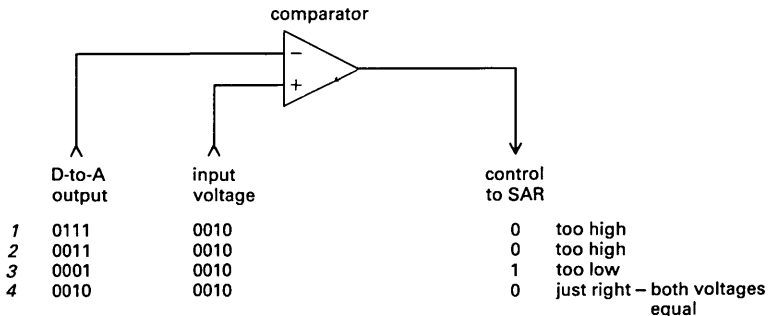 comparator
−
+
D-to-A input control
output voltage to SAR
1 0111 0010 0 too high
2 0011 0010 0 too high
3 0001 0010 1 too low
4 0010 0010 0 just right – both voltages
equal